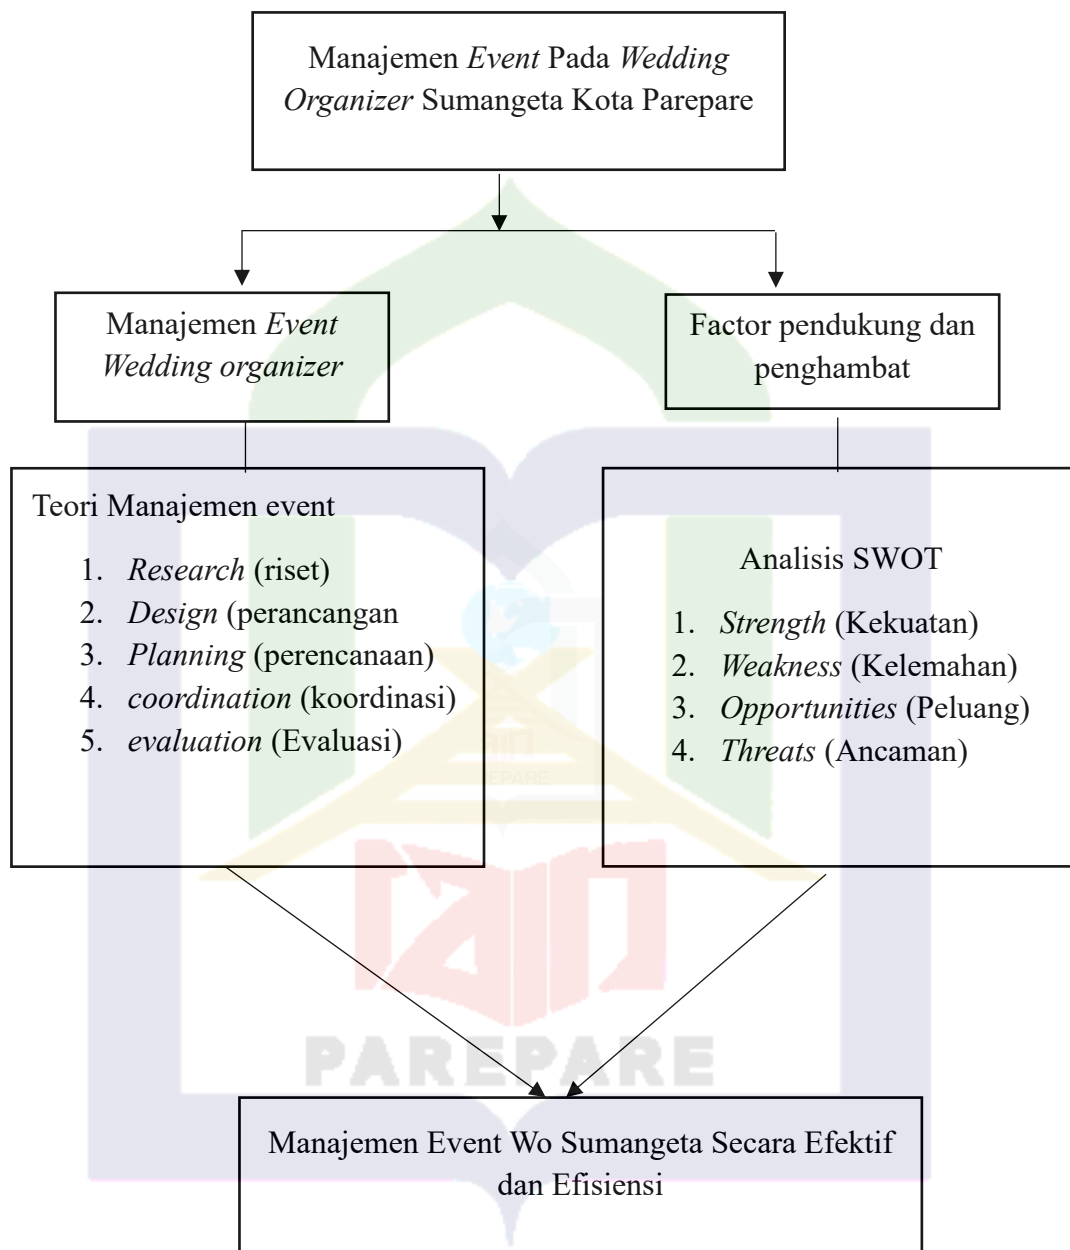 Manajemen Event Pada Wedding
Organizer Sumangeta Kota Parepare
Manajemen Event
Wedding organizer
Factor pendukung dan
penghambat
Teori Manajemen event
1. Research (riset)
2. Design (perancangan
3. Planning (perencanaan)
4. coordination (koordinasi)
5. evaluation (Evaluasi)
Analisis SWOT
1. Strength (Kekuatan)
2. Weakness (Kelemahan)
3. Opportunities (Peluang)
4. Threats (Ancaman)
PAREPARE
Manajemen Event Wo Sumangeta Secara Efektif
dan Efisiensi